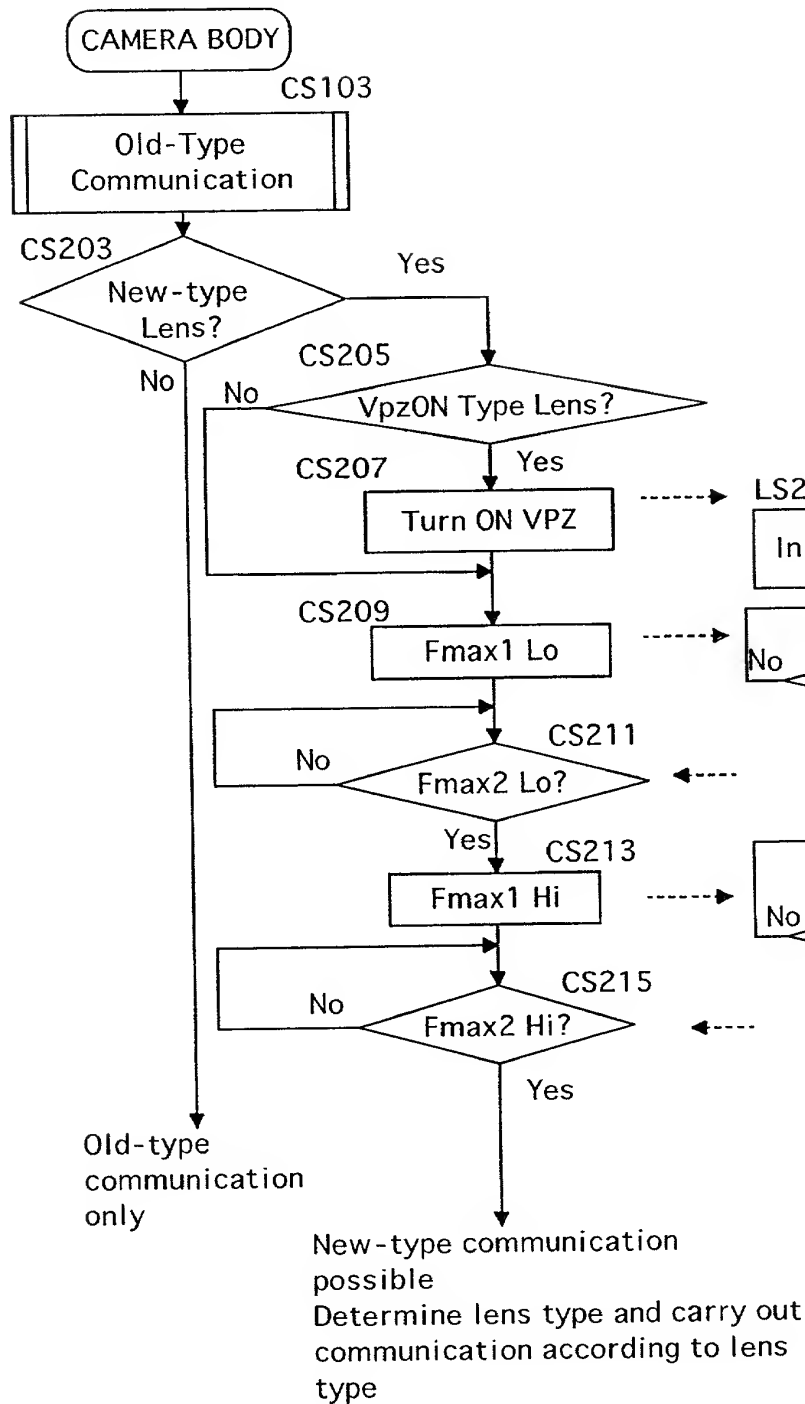 CAMERA BODY
CS103
Old-Type
Communication
CS203
Yes
New-type
Lens?
No
CS205
No
VpzON Type Lens?
CS207
Yes
LS2
Turn ON VPZ
In
CS209
Fmax1 Lo
No
CS211
No
Fmax2 Lo?
Yes
CS213
Fmax1 Hi
No
CS215
No
Fmax2 Hi?
Yes
Old-type
communication
only
New-type communication
possible
Determine lens type and carry out
communication according to lens
type